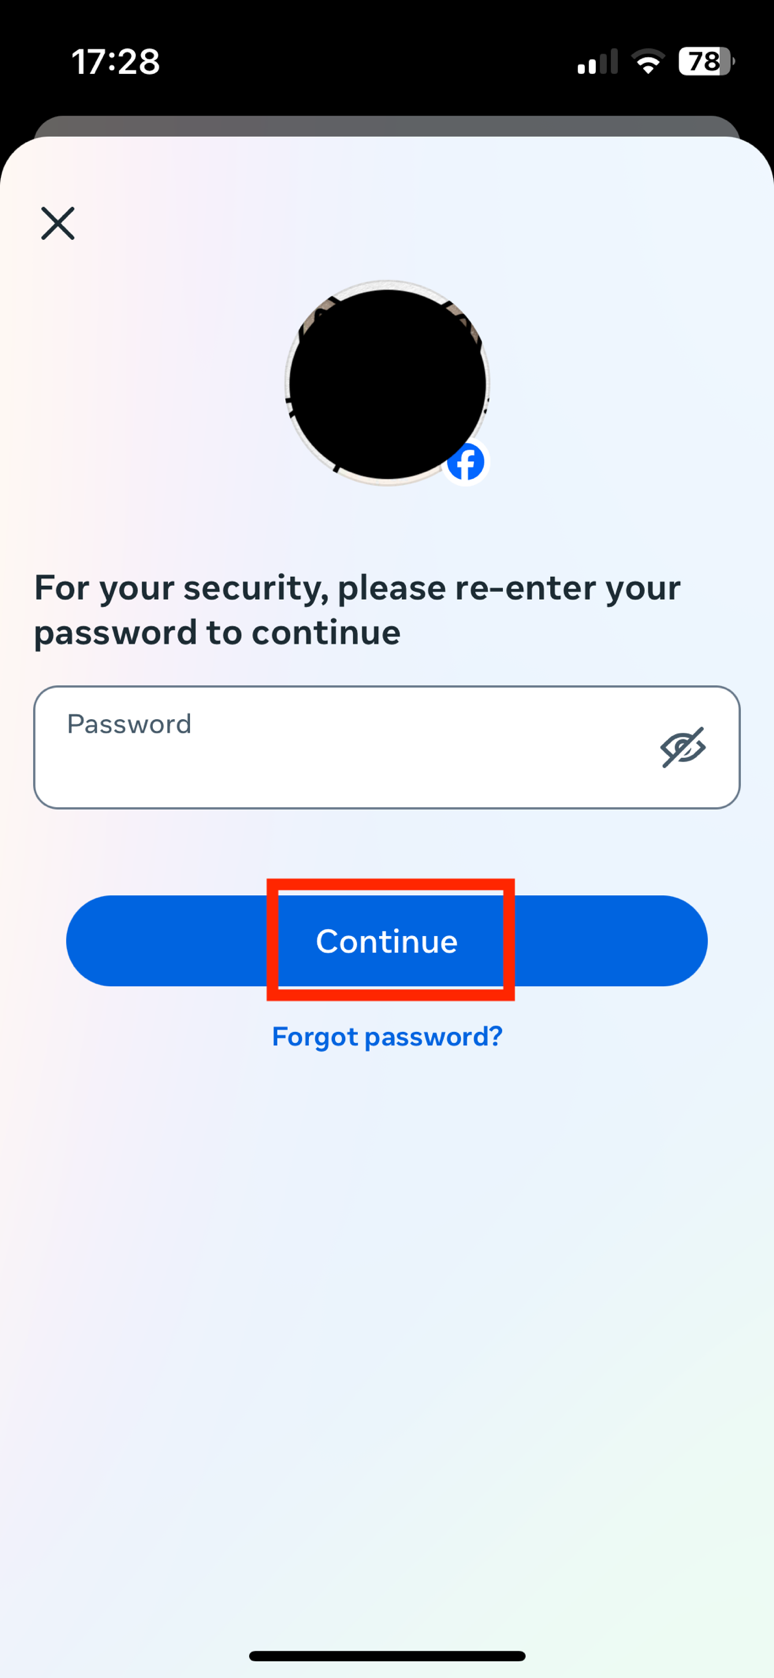 17:28
78
For your security, please re-enter your
password to continue
Password
Continue
Forgot password?